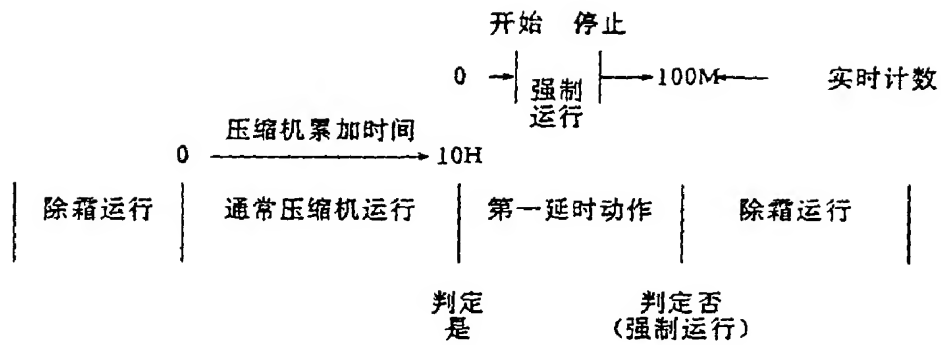 开始 停止
0 强制 100M 实时计数
运行
压缩机累加时间
0 10H
除霜运行 通常压缩机运行 第一延时动作 除霜运行
判定 判定否
是 (强制运行)